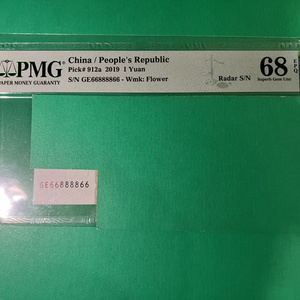 PMG
PAPER MONEY GUARANTY
China / People's Republic
Pick# 912a 2019 1 Yuan
S/N GE66888866 - Wmk: Flower
Radar S/N
68 EPQ
Superb Gem Unc
GE66888866